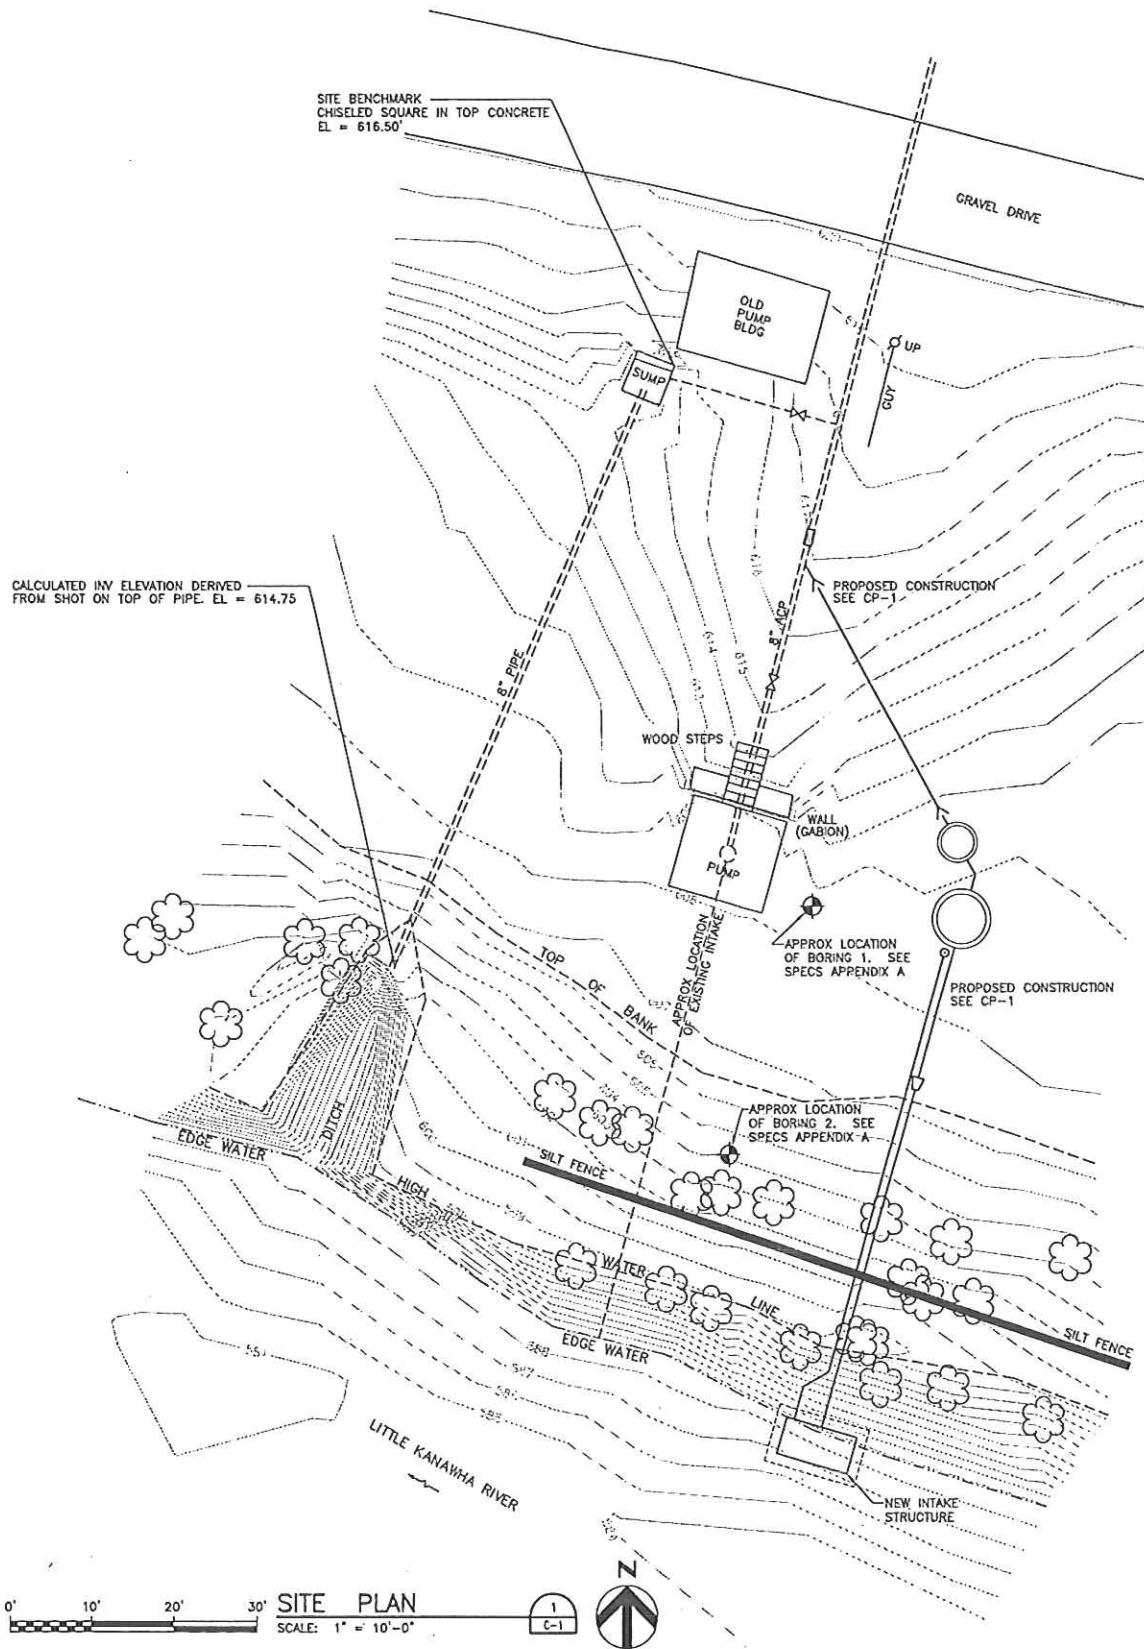 SITE BENCHMARK
CHISELED SQUARE IN TOP CONCRETE
EL = 616.50'
GRAVEL DRIVE
OLD
PUMP
BLDG
UP
GUY
SUMP
CALCULATED INV ELEVATION DERIVED
FROM SHOT ON TOP OF PIPE. EL = 614.75
PROPOSED CONSTRUCTION
SEE CP-1
616
8" ACP
614
615
8" PIPE
WOOD STEPS
WALL
(GABION)
PUMP
APPROX LOCATION
OF EXISTING INTAKE
APPROX LOCATION
OF BORING 1. SEE
SPECS APPENDIX A
PROPOSED CONSTRUCTION
SEE CP-1
TOP OF BANK
APPROX LOCATION
OF BORING 2. SEE
SPECS APPENDIX A
EDGE WATER
DITCH
SILT FENCE
HIGH WATER LINE
SILT FENCE
EDGE WATER
588
587
LITTLE KANAWHA RIVER
NEW INTAKE
STRUCTURE
N
0' 10' 20' 30'
SITE PLAN
SCALE: 1" = 10'-0"
1
C-1